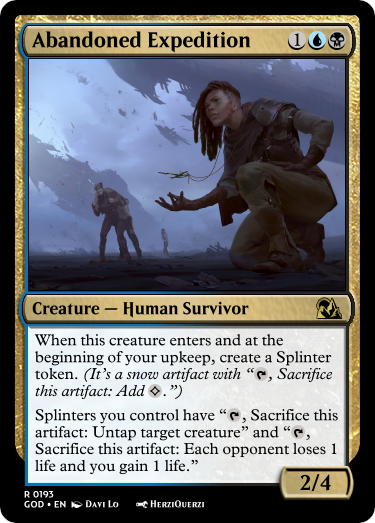 Abandoned Expedition 1
Creature — Human Survivor
When this creature enters and at the
beginning of your upkeep, create a Splinter
token. (It's a snow artifact with “, Sacrifice
this artifact: Add .”)
Splinters you control have “, Sacrifice this
artifact: Untap target creature” and “,
Sacrifice this artifact: Each opponent loses 1
life and you gain 1 life.”
2/4
R 0193
GOD • EN Davi Lo HerziQuerzi